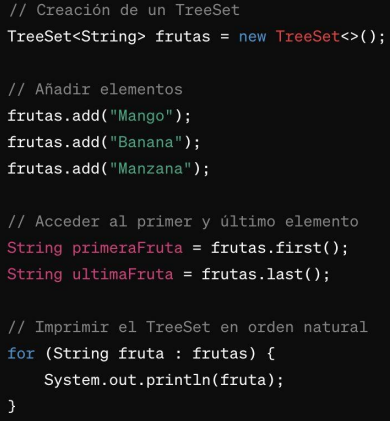 // Creación de un TreeSet
TreeSet<String> frutas = new TreeSet<>();
// Añadir elementos
frutas.add("Mango");
frutas.add("Banana");
frutas.add("Manzana");
// Acceder al primer y último elemento
String primeraFruta = frutas.first();
String ultimaFruta = frutas.last();
// Imprimir el TreeSet en orden natural
for (String fruta : frutas) {
    System.out.println(fruta);
}